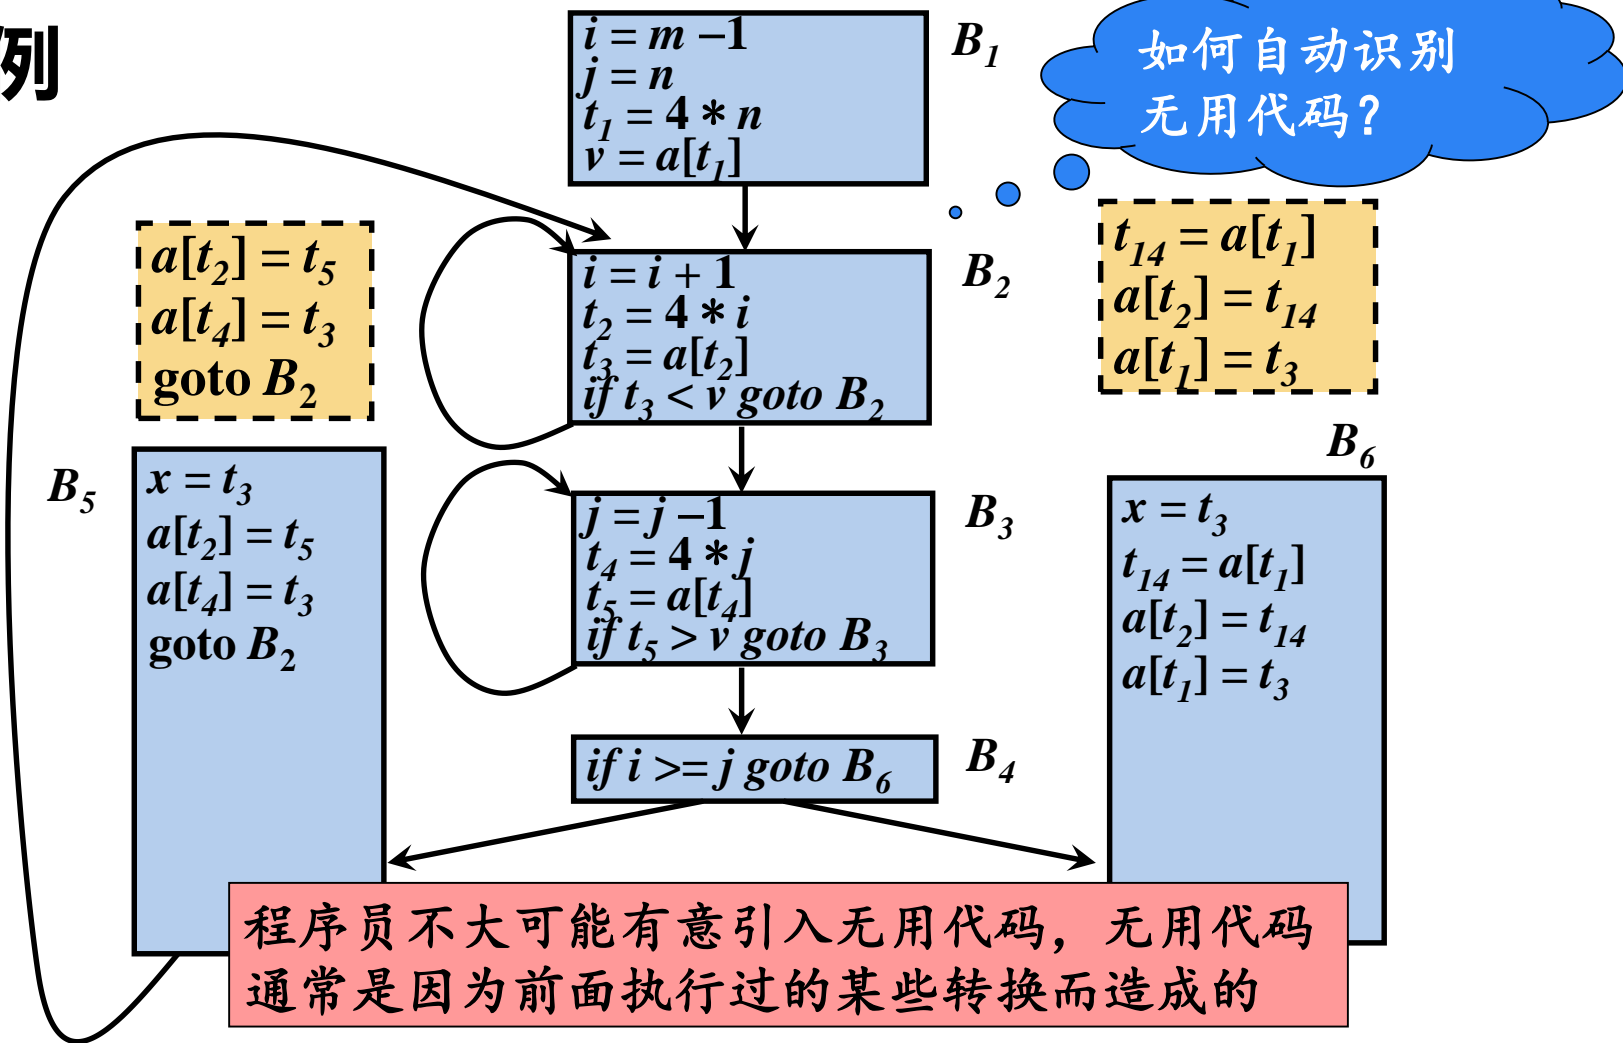 例
i = m − 1
j = n
t₁ = 4 * n
v = a[t₁]
B₁
如何自动识别
无用代码？
a[t₂] = t₅
a[t₄] = t₃
goto B₂
i = i + 1
t₂ = 4 * i
t₃ = a[t₂]
if t₃ < v goto B₂
B₂
t₁₄ = a[t₁]
a[t₂] = t₁₄
a[t₁] = t₃
B₅
x = t₃
a[t₂] = t₅
a[t₄] = t₃
goto B₂
j = j − 1
t₄ = 4 * j
t₅ = a[t₄]
if t₅ > v goto B₃
B₃
B₆
x = t₃
t₁₄ = a[t₁]
a[t₂] = t₁₄
a[t₁] = t₃
if i >= j goto B₆
B₄
程序员不大可能有意引入无用代码，无用代码
通常是因为前面执行过的某些转换而造成的